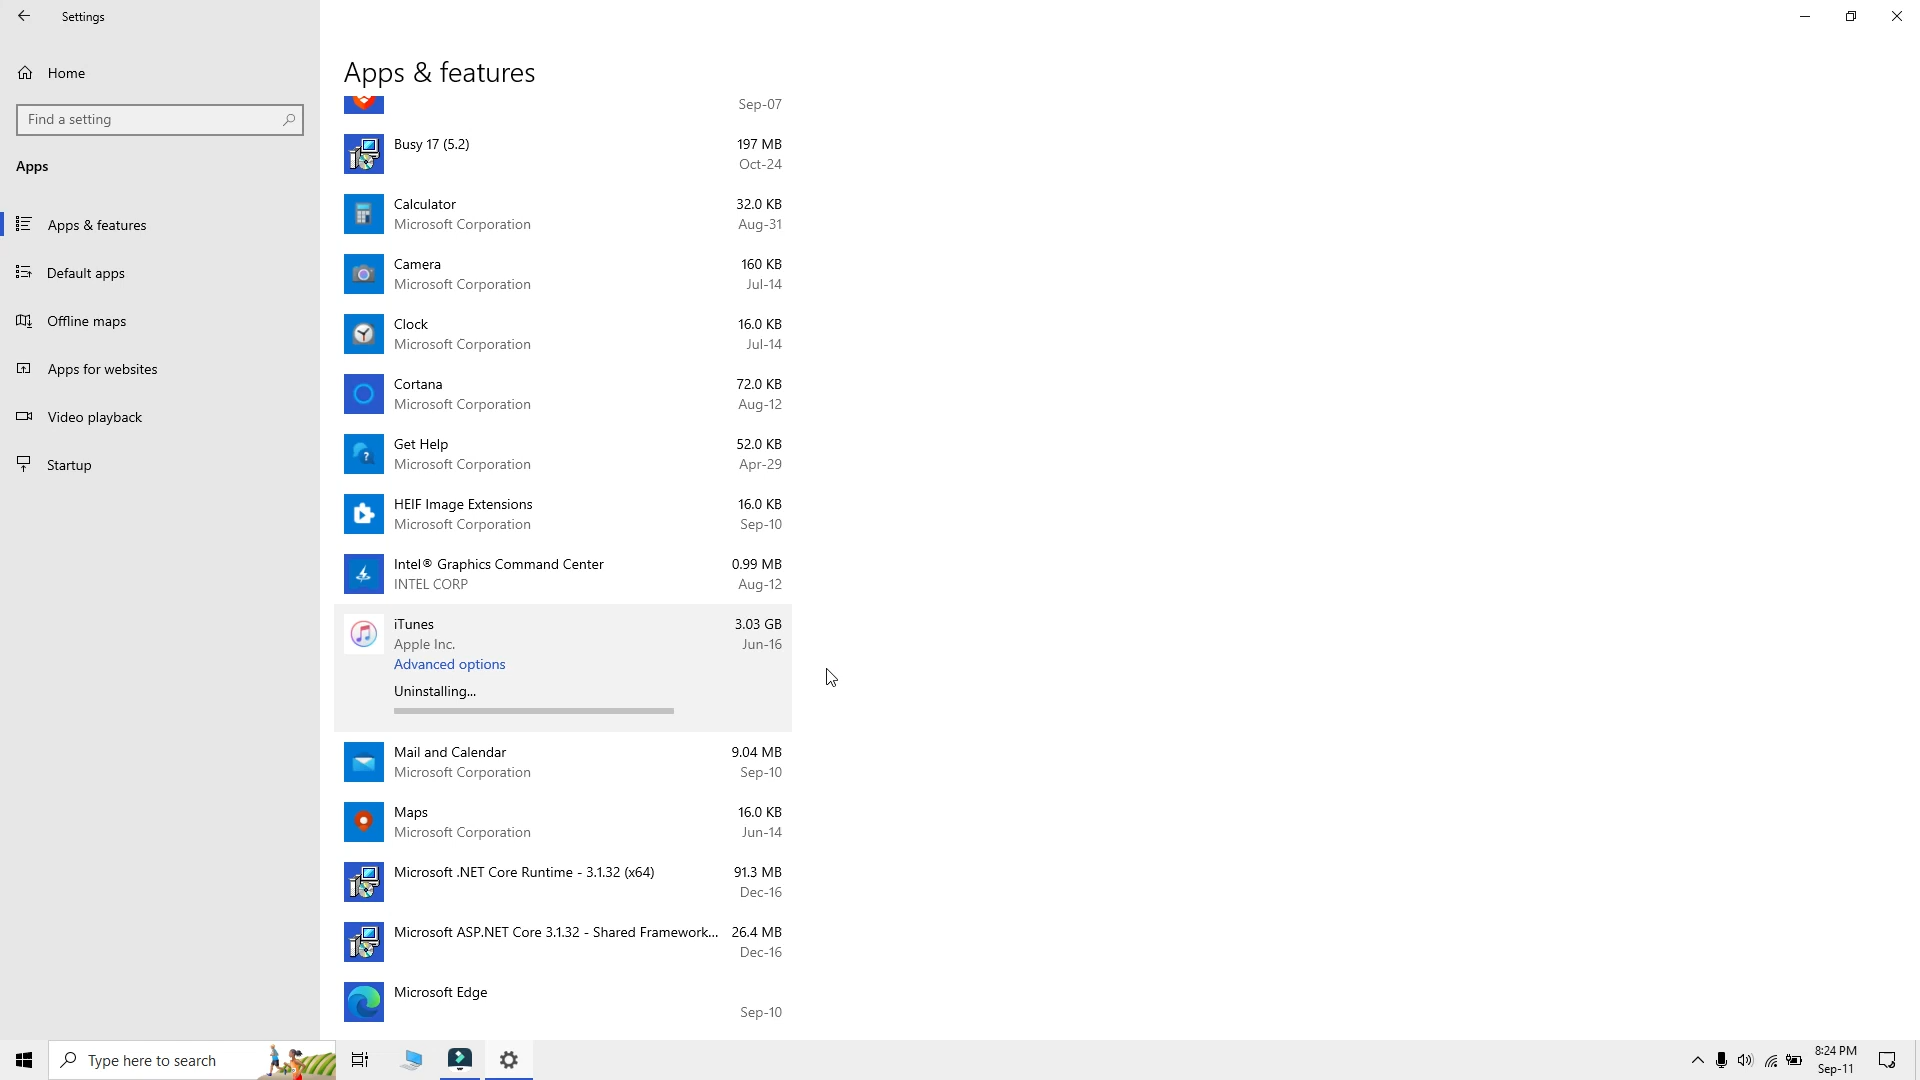 Settings
Home
Find a setting
Apps
Apps & features
Default apps
Offline maps
Apps for websites
Video playback
Startup
Apps & features
Sep-07
Busy 17 (5.2) 197 MB
Oct-24
Calculator 32.0 KB
Microsoft Corporation Aug-31
Camera 160 KB
Microsoft Corporation Jul-14
Clock 16.0 KB
Microsoft Corporation Jul-14
Cortana 72.0 KB
Microsoft Corporation Aug-12
Get Help 52.0 KB
Microsoft Corporation Apr-29
HEIF Image Extensions 16.0 KB
Microsoft Corporation Sep-10
Intel® Graphics Command Center 0.99 MB
INTEL CORP Aug-12
iTunes 3.03 GB
Apple Inc. Jun-16
Advanced options
Uninstalling...
Mail and Calendar 9.04 MB
Microsoft Corporation Sep-10
Maps 16.0 KB
Microsoft Corporation Jun-14
Microsoft .NET Core Runtime - 3.1.32 (x64) 91.3 MB
Dec-16
Microsoft ASP.NET Core 3.1.32 - Shared Framework... 26.4 MB
Dec-16
Microsoft Edge
Sep-10
Type here to search
8:24 PM
Sep-11